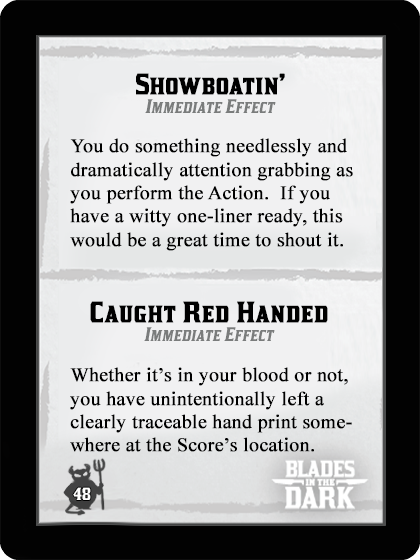 Showboatin'
Immediate Effect
You do something needlessly and
dramatically attention grabbing as
you perform the Action.  If you
have a witty one-liner ready, this
would be a great time to shout it.
Caught Red Handed
Immediate Effect
Whether it's in your blood or not,
you have unintentionally left a
clearly traceable hand print some-
where at the Score's location.
48
BLADES
IN THE
DARK